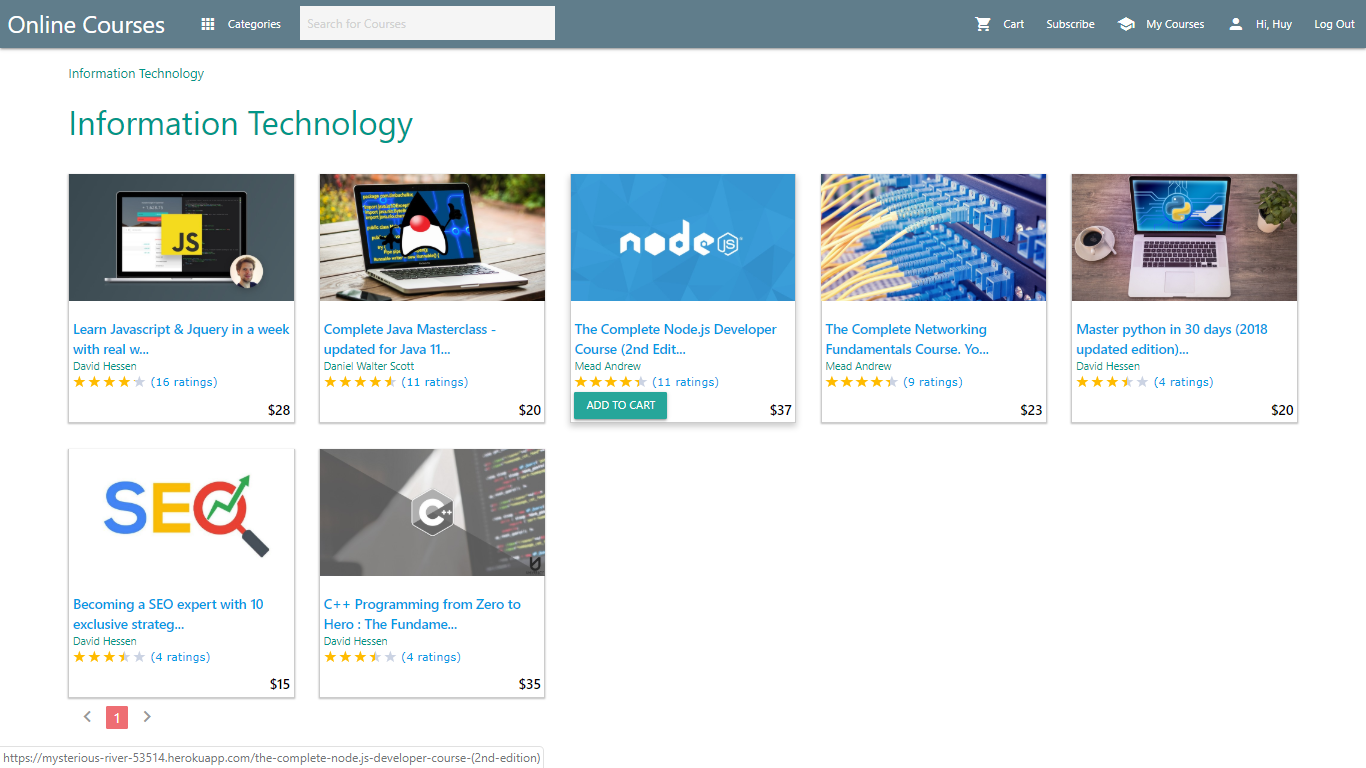 Online Courses
Categories
Search for Courses
Cart
Subscribe
My Courses
Hi, Huy
Log Out
Information Technology
Information Technology
JS
Learn Javascript & Jquery in a week
with real w...
David Hessen
(16 ratings)
$28
Complete Java Masterclass -
updated for Java 11...
Daniel Walter Scott
(11 ratings)
$20
node JS
The Complete Node.js Developer
Course (2nd Edit...
Mead Andrew
(11 ratings)
ADD TO CART
$37
The Complete Networking
Fundamentals Course. Yo...
Mead Andrew
(9 ratings)
$23
Master python in 30 days (2018
updated edition)...
David Hessen
(4 ratings)
$20
SEO
Becoming a SEO expert with 10
exclusive strateg...
David Hessen
(4 ratings)
$15
C++
C++ Programming from Zero to
Hero : The Fundame...
David Hessen
(4 ratings)
$35
1
https://mysterious-river-53514.herokuapp.com/the-complete-node.js-developer-course-(2nd-edition)